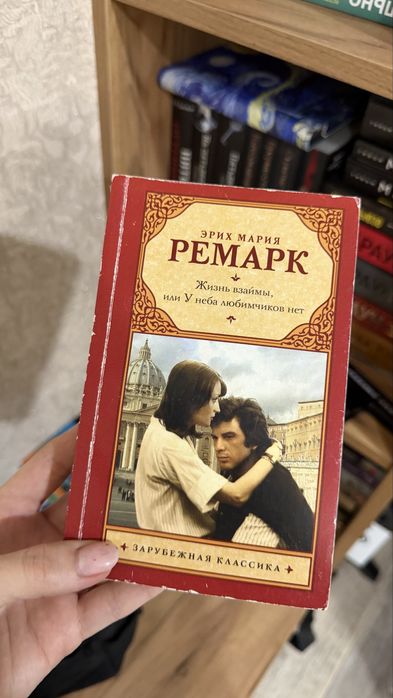 ЭРИХ МАРИЯ
РЕМАРК
Жизнь взаймы,
или У неба любимчиков нет
ЗАРУБЕЖНАЯ КЛАССИКА